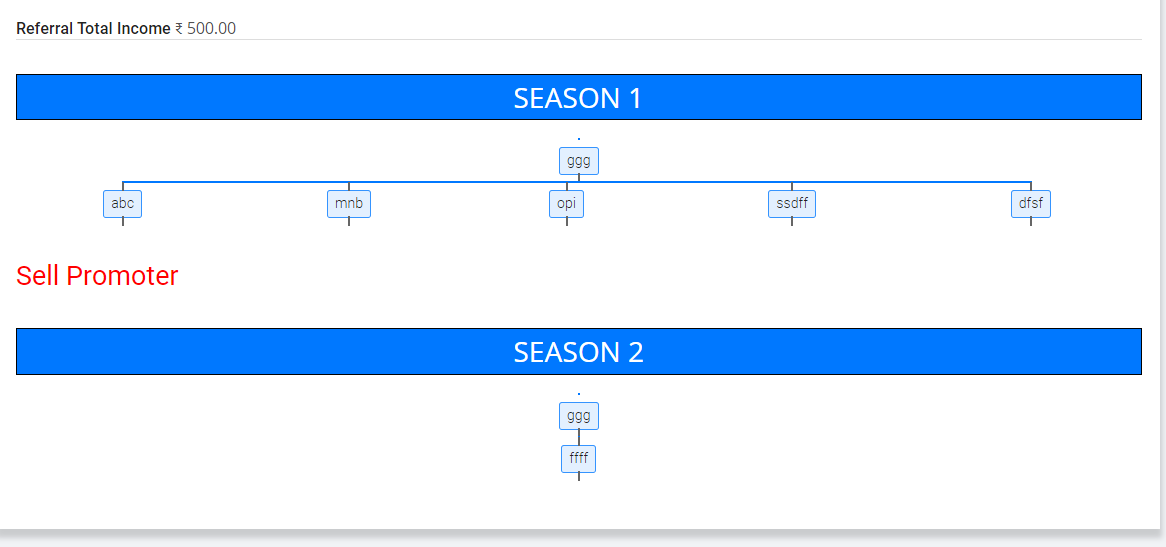 Referral Total Income ₹ 500.00
SEASON 1
ggg
abc mnb opi ssdff dfsf
Sell Promoter
SEASON 2
ggg
ffff